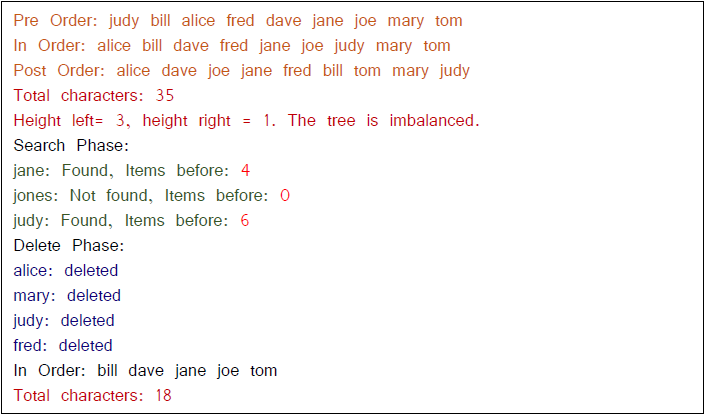 Pre Order: judy bill alice fred dave jane joe mary tom
In Order: alice bill dave fred jane joe judy mary tom
Post Order: alice dave joe jane fred bill tom mary judy
Total characters: 35
Height left= 3, height right = 1. The tree is imbalanced.
Search Phase:
jane: Found, Items before: 4
jones: Not found, Items before: 0
judy: Found, Items before: 6
Delete Phase:
alice: deleted
mary: deleted
judy: deleted
fred: deleted
In Order: bill dave jane joe tom
Total characters: 18